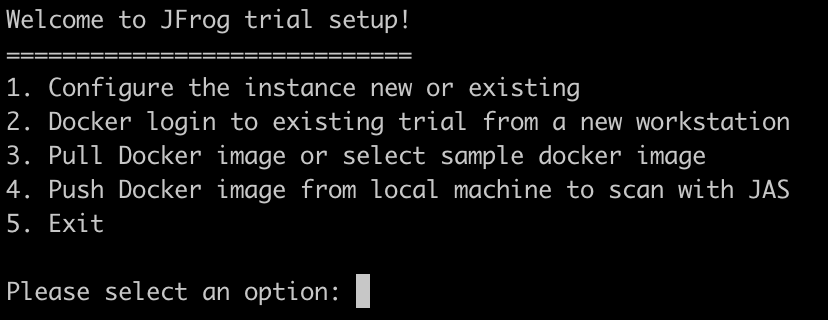 Welcome to JFrog trial setup!
=============================
1. Configure the instance new or existing
2. Docker login to existing trial from a new workstation
3. Pull Docker image or select sample docker image
4. Push Docker image from local machine to scan with JAS
5. Exit
Please select an option: